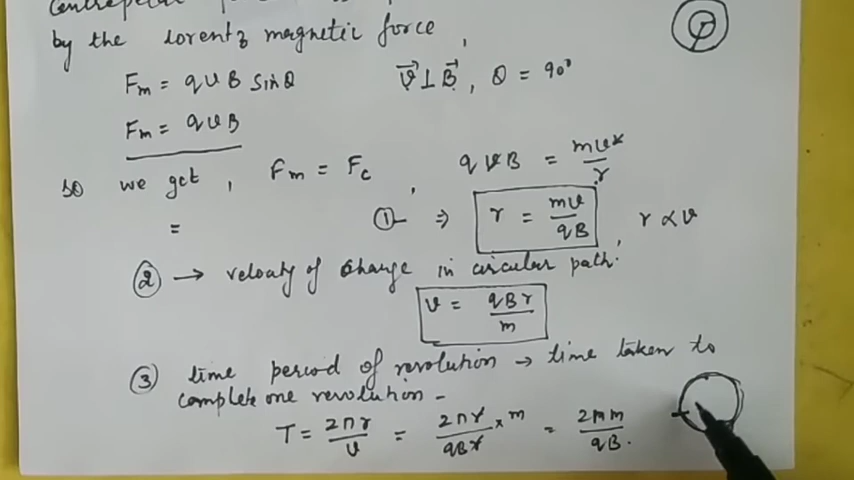 by the lorentz magnetic force,
Fm = qvB sinθ v⃗ ⊥ B⃗, θ = 90°
Fm = qvB
so we get, Fm = Fc, qvB = mv²/r
= ①- ⇒ r = mv/qB, r ∝ v
② → velocity of charge in circular path.
v = qBr/m
③ time period of revolution → time taken to
complete one revolution -
T = 2πr/v = 2πr/qBr × m = 2πm/qB.